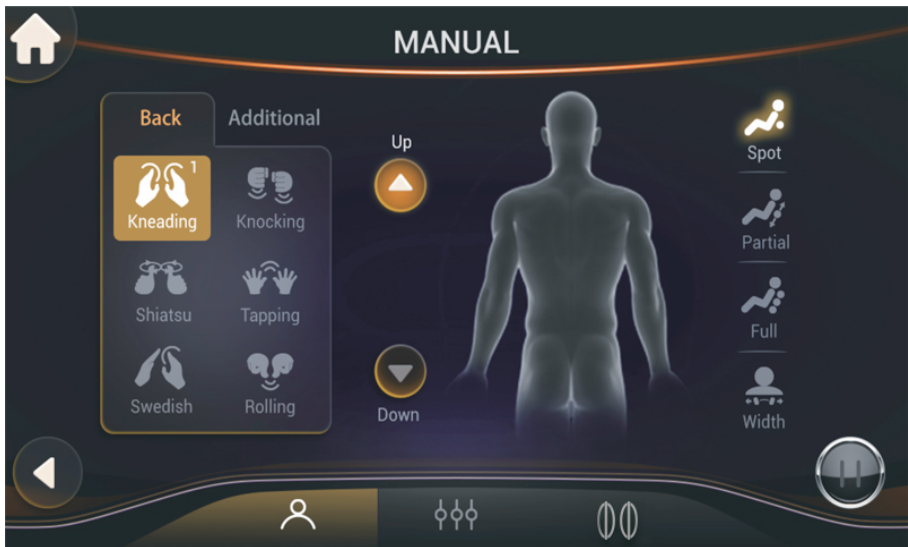 MANUAL
Back
Additional
Up
Spot
Kneading
1
Knocking
Partial
Shiatsu
Tapping
Full
Swedish
Rolling
Down
Width